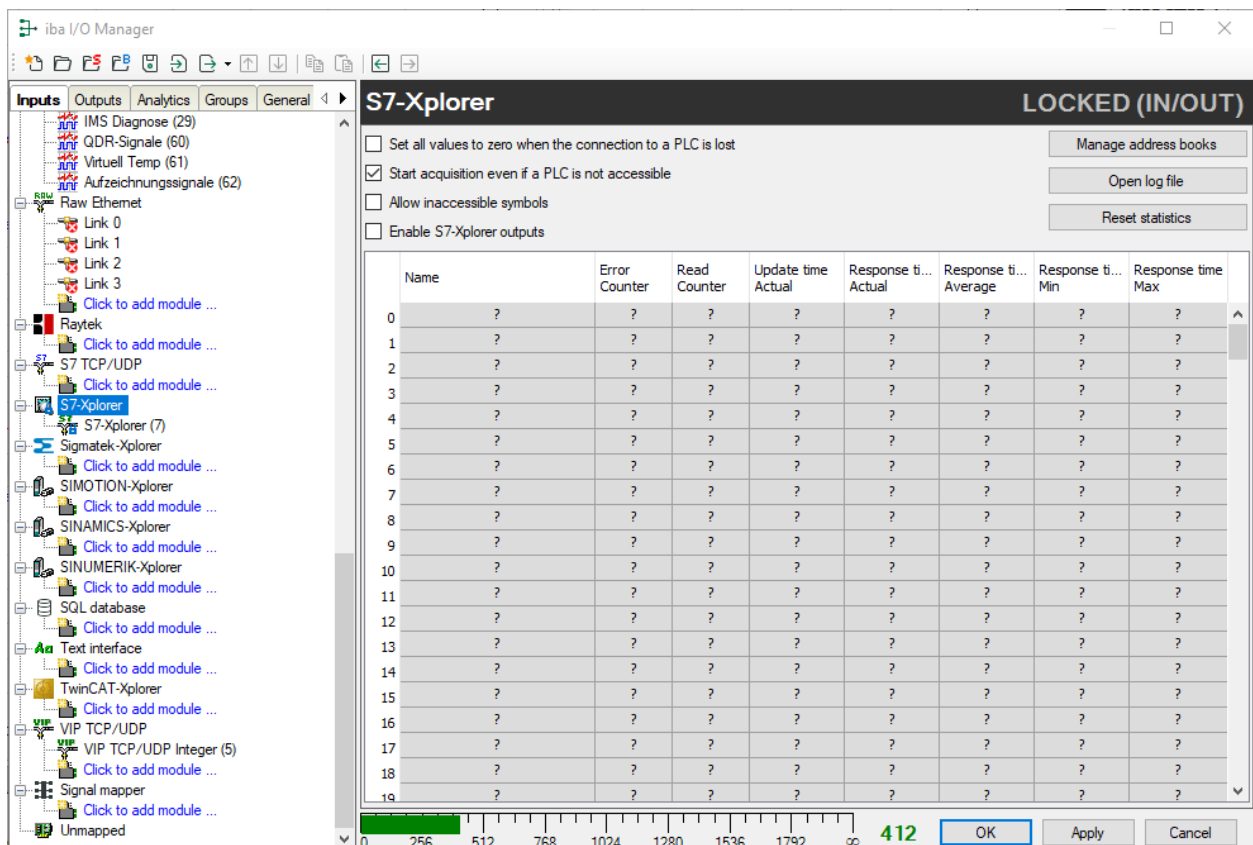 iba I/O Manager
Inputs Outputs Analytics Groups General
IMS Diagnose (29)
QDR-Signale (60)
Virtuell Temp (61)
Aufzeichnungssignale (62)
RAW Raw Ethernet
Link 0
Link 1
Link 2
Link 3
Click to add module ...
Raytek
Click to add module ...
S7 S7 TCP/UDP
Click to add module ...
S7-Xplorer
S7 S7-Xplorer (7)
Sigmatek-Xplorer
Click to add module ...
SIMOTION-Xplorer
Click to add module ...
SINAMICS-Xplorer
Click to add module ...
SINUMERIK-Xplorer
Click to add module ...
SQL database
Click to add module ...
Aa Text interface
Click to add module ...
TwinCAT-Xplorer
Click to add module ...
VIP VIP TCP/UDP
VIP VIP TCP/UDP Integer (5)
Click to add module ...
Signal mapper
Click to add module ...
Unmapped
S7-Xplorer LOCKED (IN/OUT)
Set all values to zero when the connection to a PLC is lost
Start acquisition even if a PLC is not accessible
Allow inaccessible symbols
Enable S7-Xplorer outputs
Manage address books
Open log file
Reset statistics
Name Error Counter Read Counter Update time Actual Response ti... Actual Response ti... Average Response ti... Min Response time Max
0 ? ? ? ? ? ? ? ?
1 ? ? ? ? ? ? ? ?
2 ? ? ? ? ? ? ? ?
3 ? ? ? ? ? ? ? ?
4 ? ? ? ? ? ? ? ?
5 ? ? ? ? ? ? ? ?
6 ? ? ? ? ? ? ? ?
7 ? ? ? ? ? ? ? ?
8 ? ? ? ? ? ? ? ?
9 ? ? ? ? ? ? ? ?
10 ? ? ? ? ? ? ? ?
11 ? ? ? ? ? ? ? ?
12 ? ? ? ? ? ? ? ?
13 ? ? ? ? ? ? ? ?
14 ? ? ? ? ? ? ? ?
15 ? ? ? ? ? ? ? ?
16 ? ? ? ? ? ? ? ?
17 ? ? ? ? ? ? ? ?
18 ? ? ? ? ? ? ? ?
19 ? ? ? ? ? ? ? ?
0 256 512 768 1024 1280 1536 1792 ∞
412 OK Apply Cancel